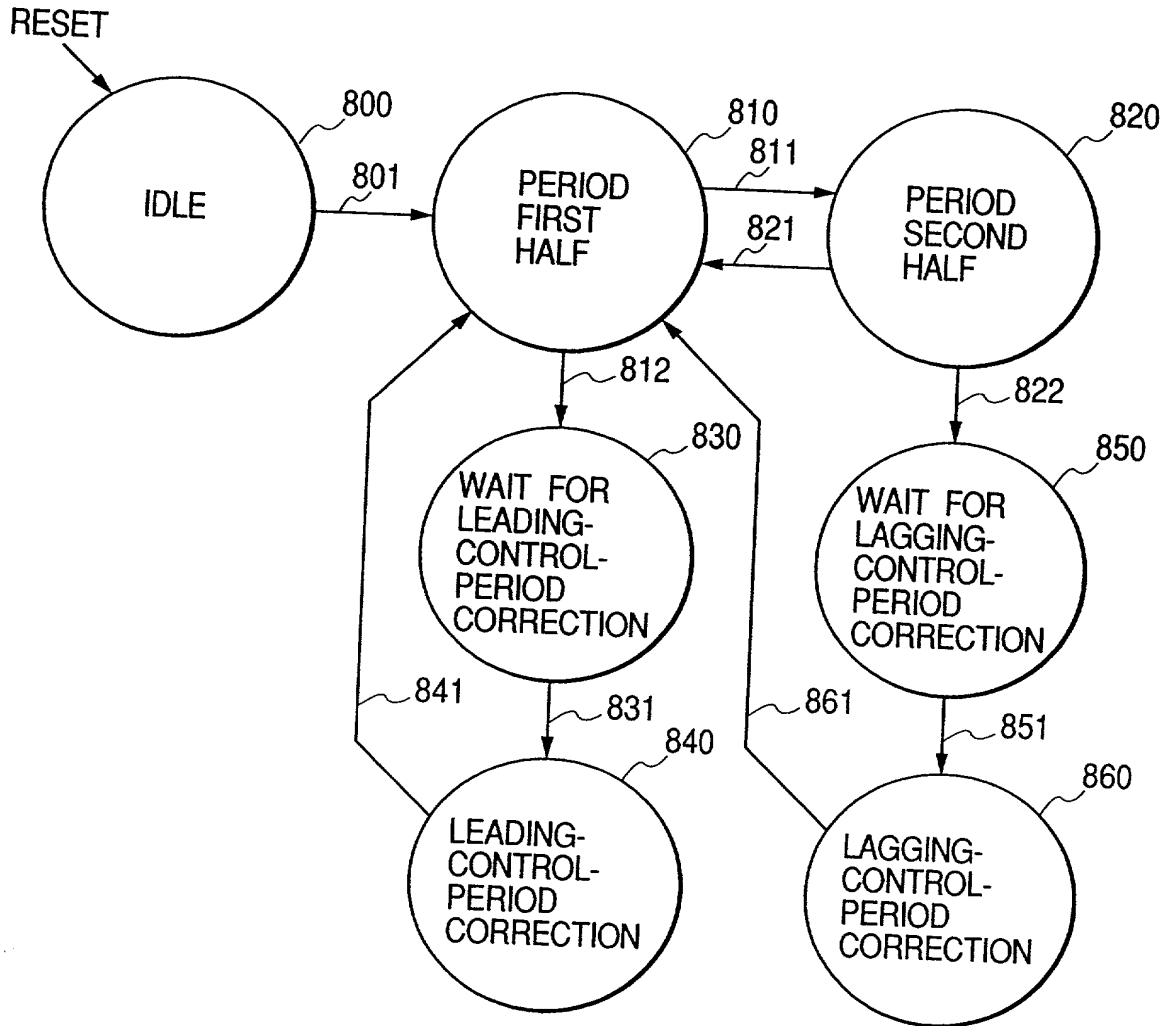 RESET
800
IDLE
801
810
PERIOD
FIRST
HALF
811
821
820
PERIOD
SECOND
HALF
812
822
830
WAIT FOR
LEADING-
CONTROL-
PERIOD
CORRECTION
850
WAIT FOR
LAGGING-
CONTROL-
PERIOD
CORRECTION
841
831
861
851
840
LEADING-
CONTROL-
PERIOD
CORRECTION
860
LAGGING-
CONTROL-
PERIOD
CORRECTION